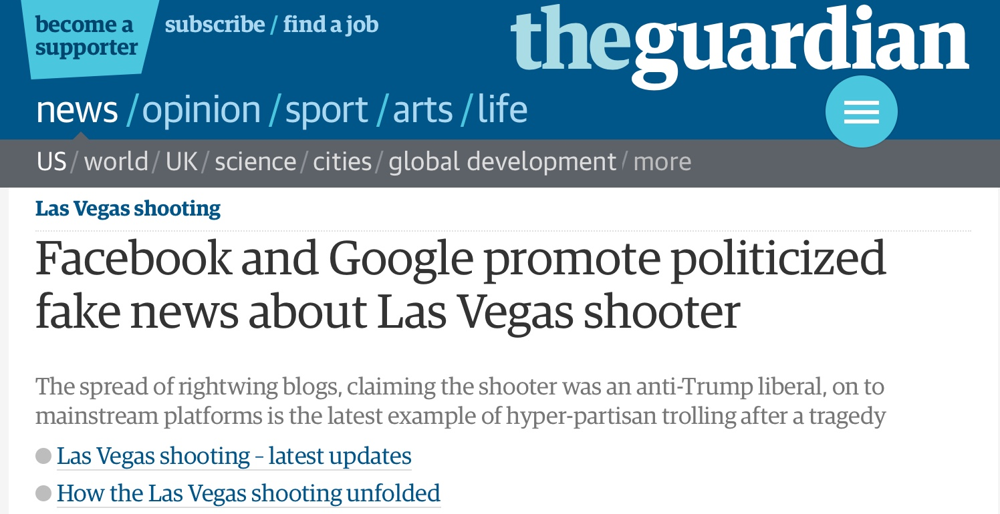 become a
supporter
subscribe / find a job
theguardian
news / opinion / sport / arts / life
US / world / UK / science / cities / global development / more
Las Vegas shooting
Facebook and Google promote politicized
fake news about Las Vegas shooter
The spread of rightwing blogs, claiming the shooter was an anti-Trump liberal, on to
mainstream platforms is the latest example of hyper-partisan trolling after a tragedy
Las Vegas shooting – latest updates
How the Las Vegas shooting unfolded